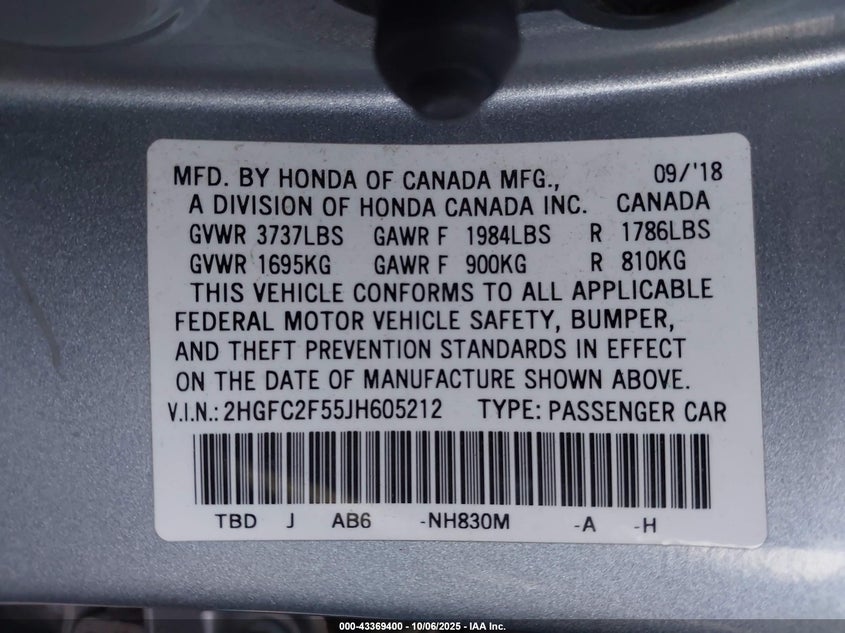 MFD. BY HONDA OF CANADA MFG., 09/'18
A DIVISION OF HONDA CANADA INC. CANADA
GVWR 3737LBS GAWR F 1984LBS R 1786LBS
GVWR 1695KG GAWR F 900KG R 810KG
THIS VEHICLE CONFORMS TO ALL APPLICABLE
FEDERAL MOTOR VEHICLE SAFETY, BUMPER,
AND THEFT PREVENTION STANDARDS IN EFFECT
ON THE DATE OF MANUFACTURE SHOWN ABOVE.
V.I.N.: 2HGFC2F55JH605212 TYPE: PASSENGER CAR
TBD J AB6 -NH830M -A -H
000-43369400 - 10/06/2025 - IAA Inc.